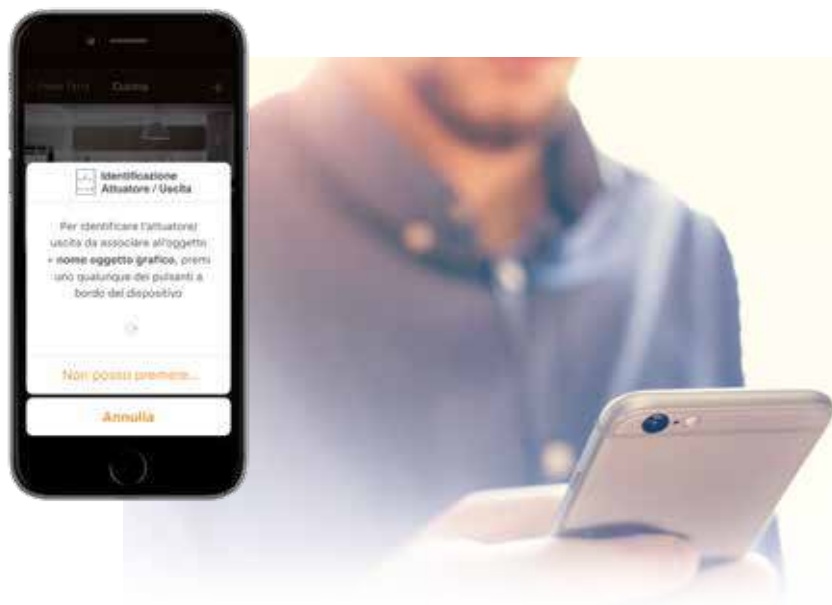 Cucina
Identificazione
Attuatore / Uscita
Per identificare l'attuatore/
uscita da associare all'oggetto
+ nome oggetto grafico, premi
uno qualunque dei pulsanti a
bordo del dispositivo
Non posso premere...
Annulla